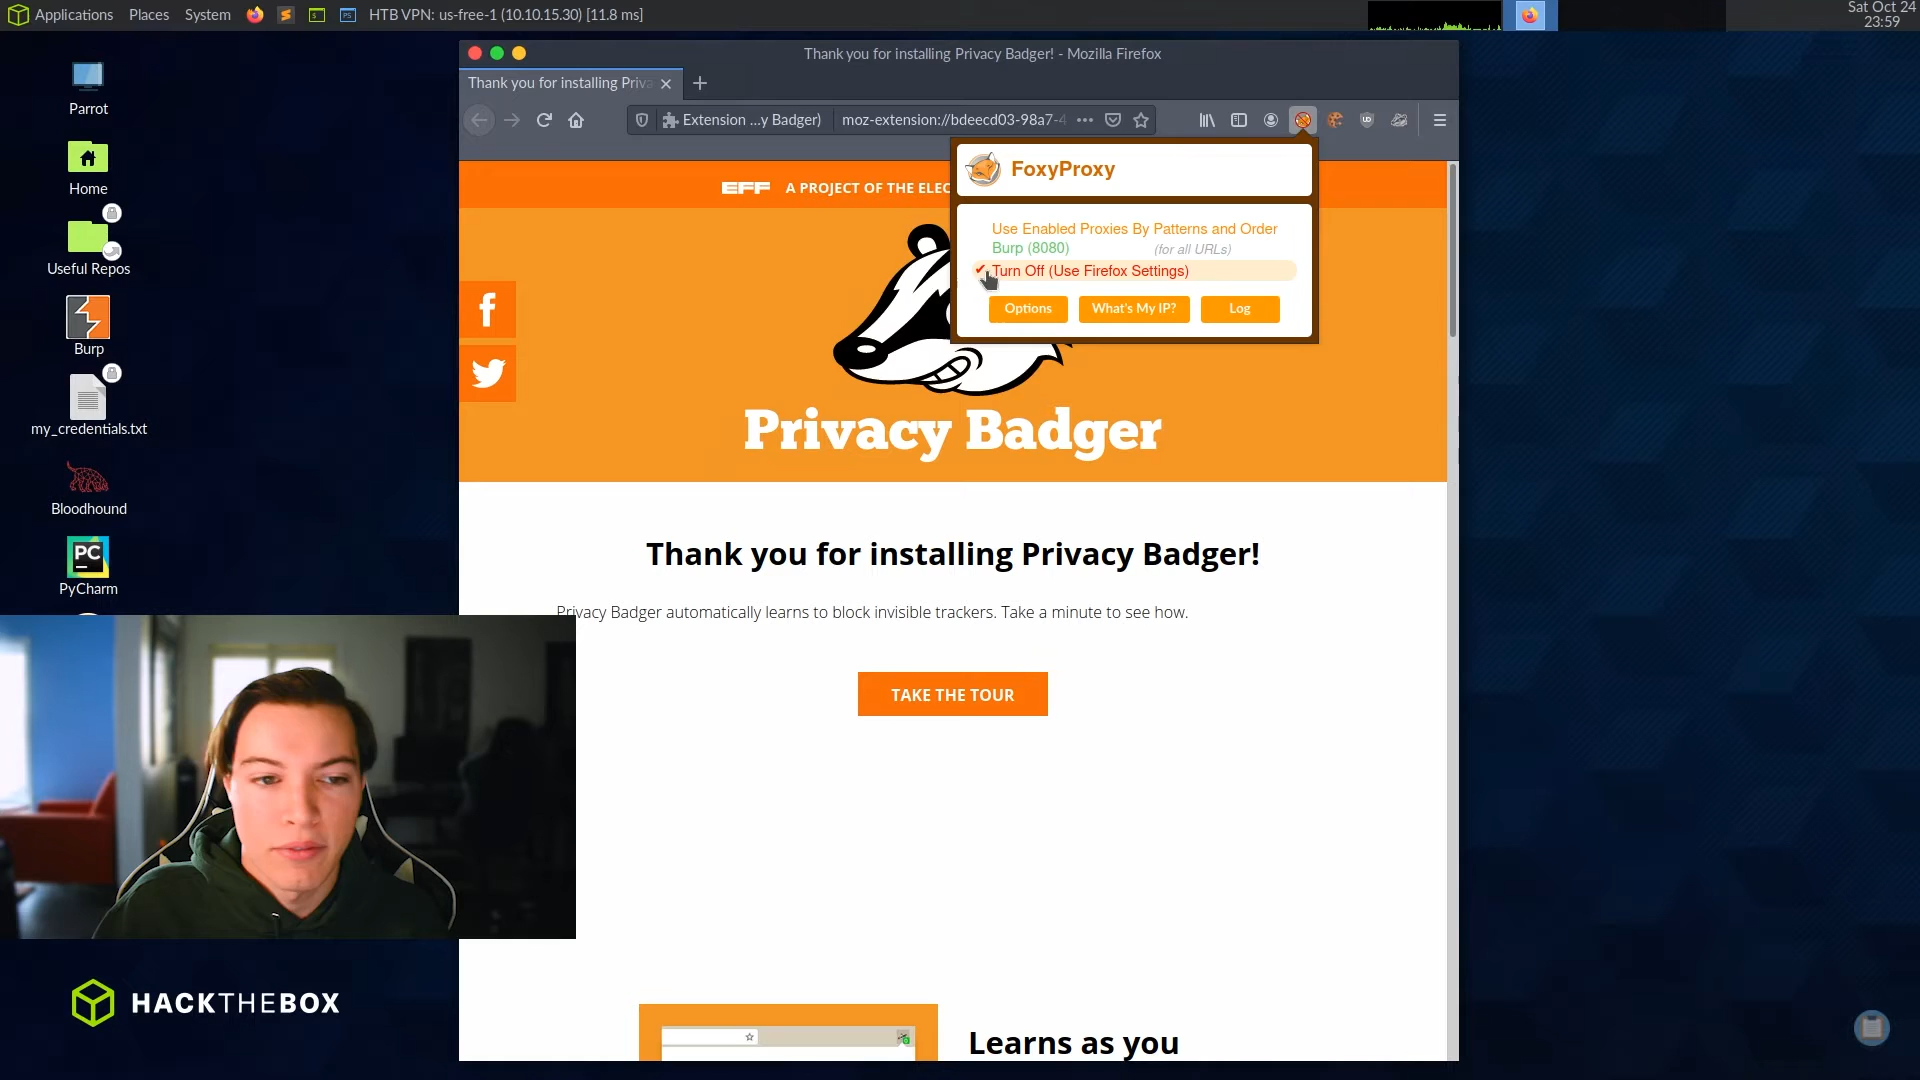 Applications Places System HTB VPN: us-free-1 (10.10.15.30) [11.8 ms] Sat Oct 24
23:59
Thank you for installing Privacy Badger! - Mozilla Firefox
Thank you for installing Priva
Extension ...y Badger) moz-extension://bdeecd03-98a7-4
Parrot
Home
Useful Repos
Burp
my_credentials.txt
Bloodhound
PC
PyCharm
EFF A PROJECT OF THE ELEC
FoxyProxy
Use Enabled Proxies By Patterns and Order
Burp (8080) (for all URLs)
✔ Turn Off (Use Firefox Settings)
Options What's My IP? Log
Privacy Badger
Thank you for installing Privacy Badger!
Privacy Badger automatically learns to block invisible trackers. Take a minute to see how.
TAKE THE TOUR
Learns as you
HACKTHEBOX